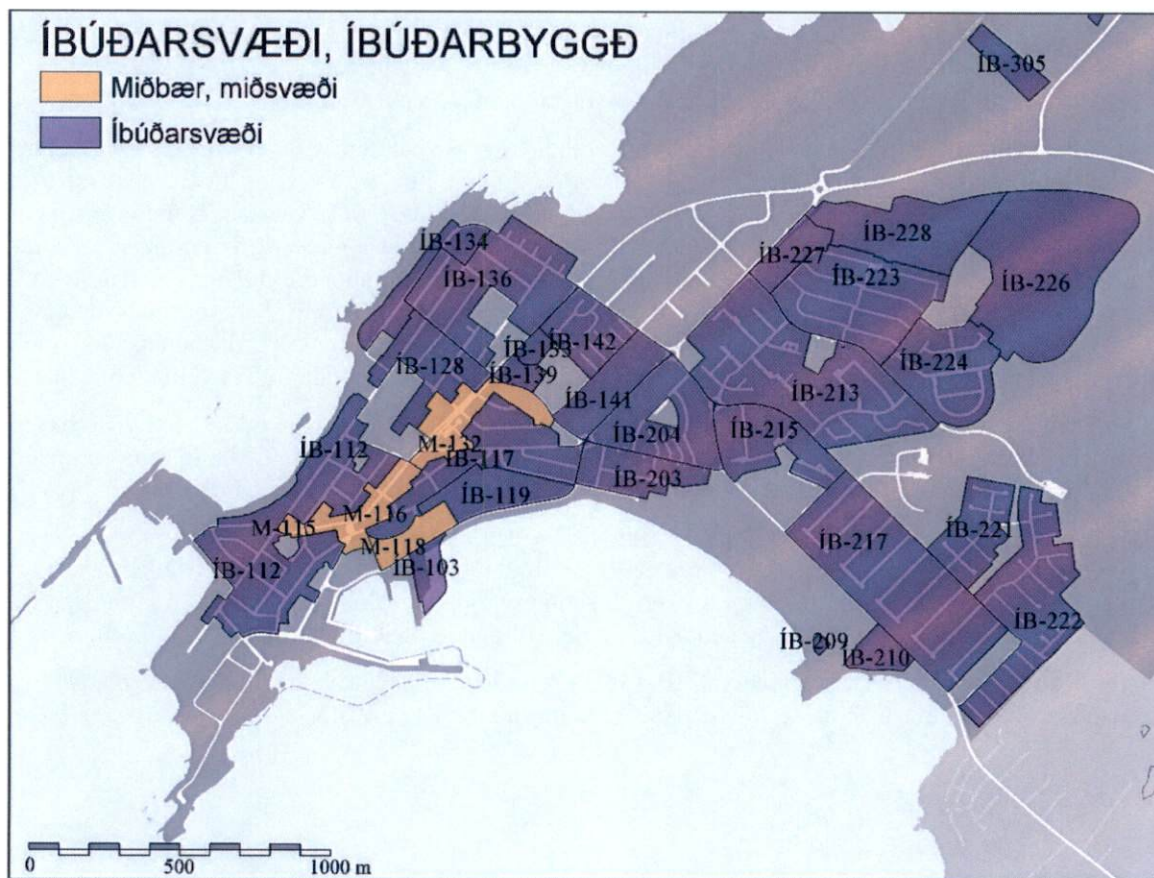 ÍBÚÐARSVÆÐI, ÍBÚÐARBYGGÐ
Miðbær, miðsvæði
Íbúðarsvæði
ÍB-305
ÍB-134
ÍB-136
ÍB-227
ÍB-228
ÍB-223
ÍB-226
ÍB-142
ÍB-128
ÍB-139
ÍB-224
ÍB-141
ÍB-213
M-132
ÍB-204
ÍB-215
ÍB-112
ÍB-117
ÍB-203
ÍB-119
M-115
M-116
ÍB-221
ÍB-217
M-118
ÍB-112
ÍB-103
ÍB-222
ÍB-209
ÍB-210
0 500 1000 m